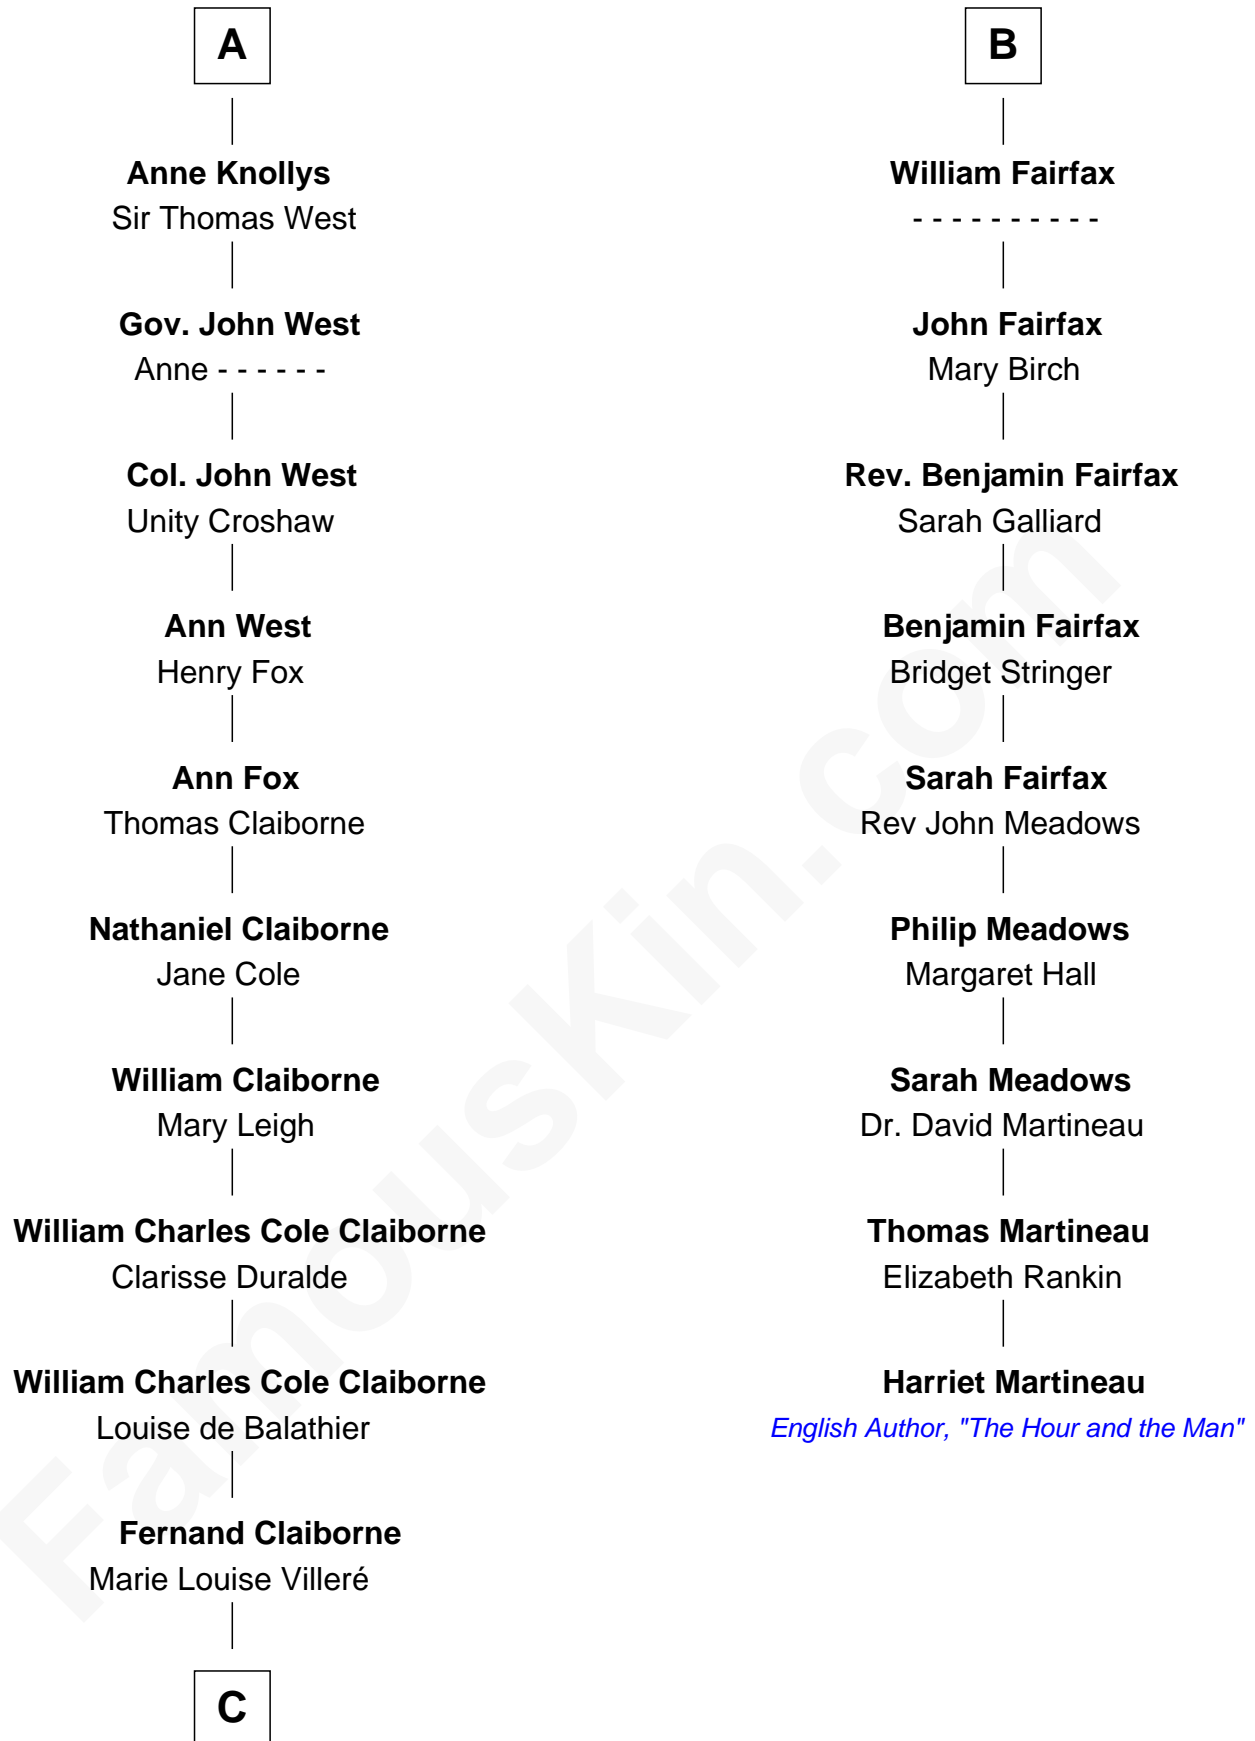 A
Anne Knollys
Sir Thomas West
Gov. John West
Anne - - - - - -
Col. John West
Unity Croshaw
Ann West
Henry Fox
Ann Fox
Thomas Claiborne
Nathaniel Claiborne
Jane Cole
William Claiborne
Mary Leigh
William Charles Cole Claiborne
Clarisse Duralde
William Charles Cole Claiborne
Louise de Balathier
Fernand Claiborne
Marie Louise Villeré
C
B
William Fairfax
- - - - - - - - - -
John Fairfax
Mary Birch
Rev. Benjamin Fairfax
Sarah Galliard
Benjamin Fairfax
Bridget Stringer
Sarah Fairfax
Rev John Meadows
Philip Meadows
Margaret Hall
Sarah Meadows
Dr. David Martineau
Thomas Martineau
Elizabeth Rankin
Harriet Martineau
English Author, "The Hour and the Man"
FamousKin.com